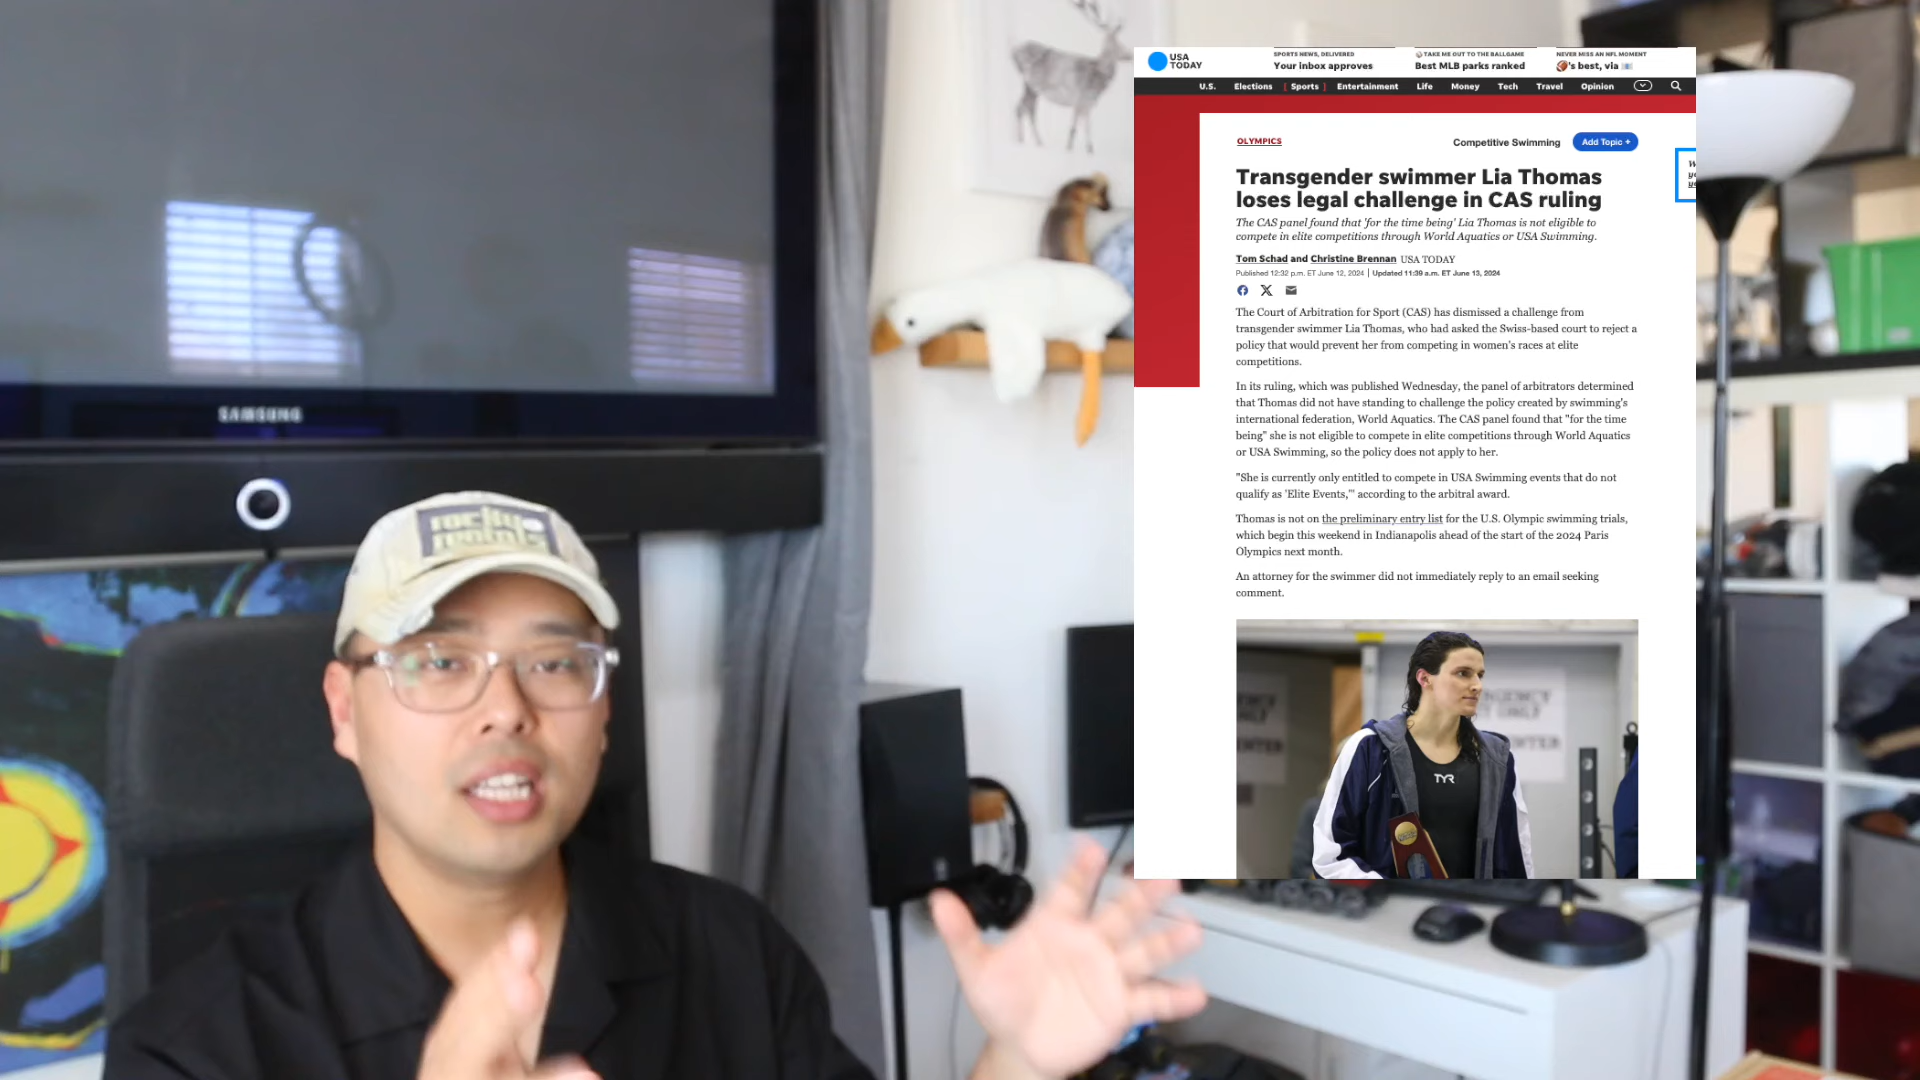 SAMSUNG
USA
TODAY
SPORTS NEWS, DELIVERED
Your inbox approves
TAKE ME OUT TO THE BALLGAME
Best MLB parks ranked
NEVER MISS AN NFL MOMENT
🏈's best, via 📧
U.S. Elections [ Sports ] Entertainment Life Money Tech Travel Opinion
OLYMPICS
Competitive Swimming
Add Topic +
Transgender swimmer Lia Thomas
loses legal challenge in CAS ruling
The CAS panel found that 'for the time being' Lia Thomas is not eligible to
compete in elite competitions through World Aquatics or USA Swimming.
Tom Schad and Christine Brennan USA TODAY
Published 12:32 p.m. ET June 12, 2024 | Updated 11:39 a.m. ET June 13, 2024
The Court of Arbitration for Sport (CAS) has dismissed a challenge from
transgender swimmer Lia Thomas, who had asked the Swiss-based court to reject a
policy that would prevent her from competing in women's races at elite
competitions.
In its ruling, which was published Wednesday, the panel of arbitrators determined
that Thomas did not have standing to challenge the policy created by swimming's
international federation, World Aquatics. The CAS panel found that "for the time
being" she is not eligible to compete in elite competitions through World Aquatics
or USA Swimming, so the policy does not apply to her.
"She is currently only entitled to compete in USA Swimming events that do not
qualify as 'Elite Events,'" according to the arbitral award.
Thomas is not on the preliminary entry list for the U.S. Olympic swimming trials,
which begin this weekend in Indianapolis ahead of the start of the 2024 Paris
Olympics next month.
An attorney for the swimmer did not immediately reply to an email seeking
comment.
TYR